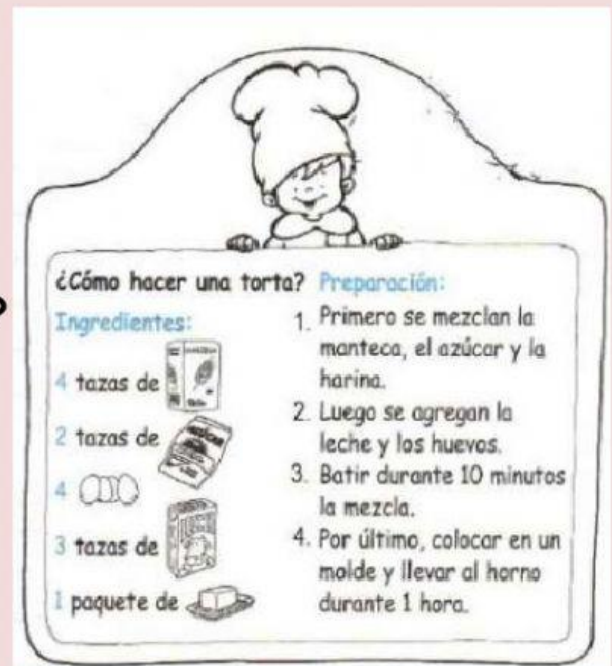 ¿Cómo hacer una torta?
Ingredientes:
4 tazas de
2 tazas de
4
3 tazas de
1 paquete de
Preparación:
1. Primero se mezclan la
manteca, el azúcar y la
harina.
2. Luego se agregan la
leche y los huevos.
3. Batir durante 10 minutos
la mezcla.
4. Por último, colocar en un
molde y llevar al horno
durante 1 hora.